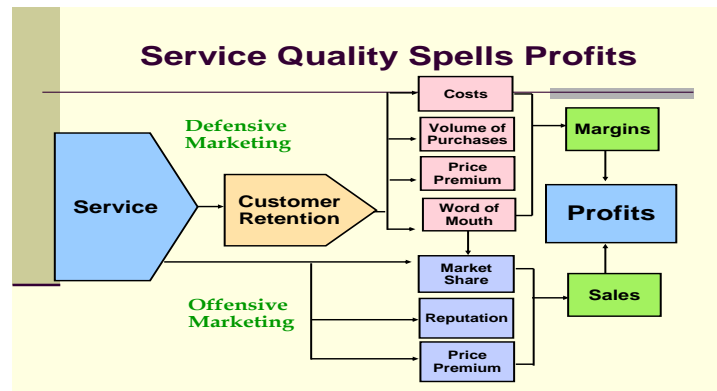 Service Quality Spells Profits
Costs
Defensive
Marketing
Volume of
Purchases
Margins
Price
Premium
Service
Customer
Retention
Word of
Mouth
Profits
Market
Share
Offensive
Marketing
Reputation
Sales
Price
Premium